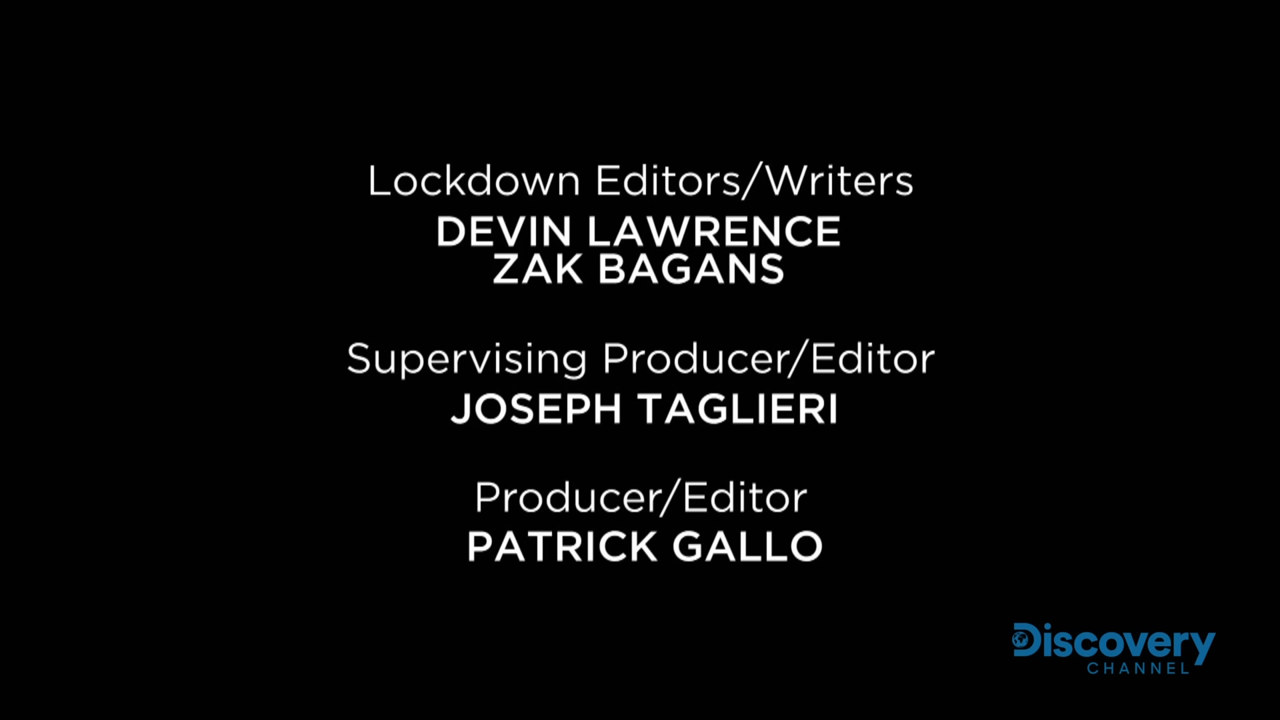 Lockdown Editors/Writers
DEVIN LAWRENCE
ZAK BAGANS
Supervising Producer/Editor
JOSEPH TAGLIERI
Producer/Editor
PATRICK GALLO
Discovery
CHANNEL